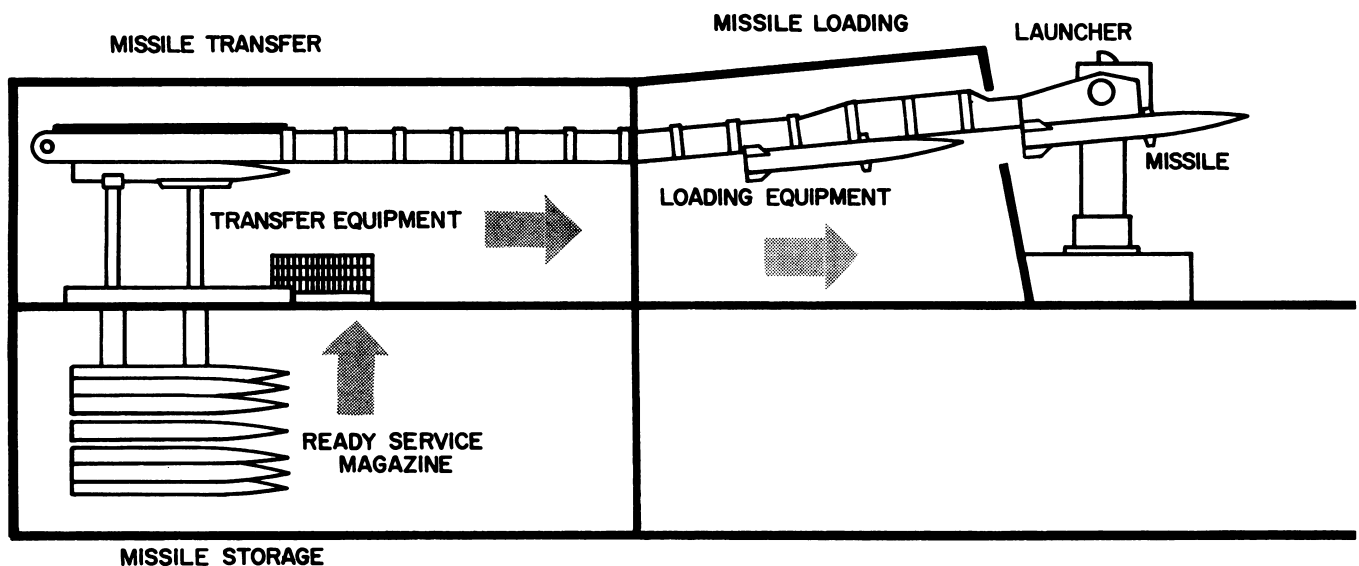 MISSILE TRANSFER
MISSILE LOADING
LAUNCHER
MISSILE
LOADING EQUIPMENT
TRANSFER EQUIPMENT
READY SERVICE
MAGAZINE
MISSILE STORAGE